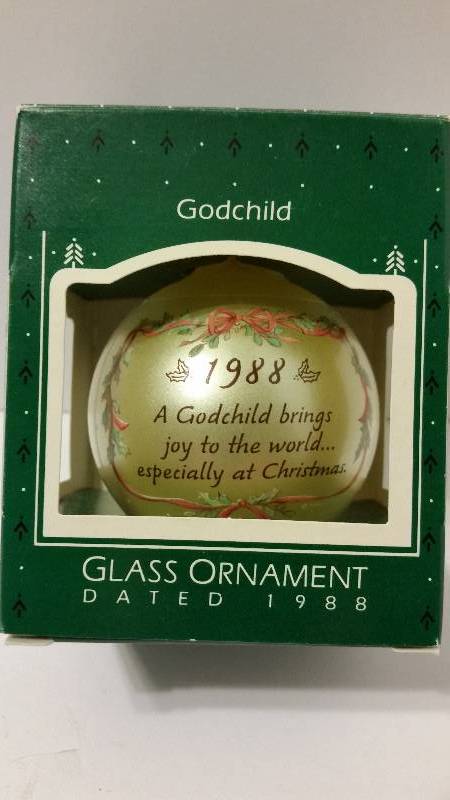 Godchild
1988
A Godchild brings
joy to the world...
especially at Christmas.
GLASS ORNAMENT
DATED 1988